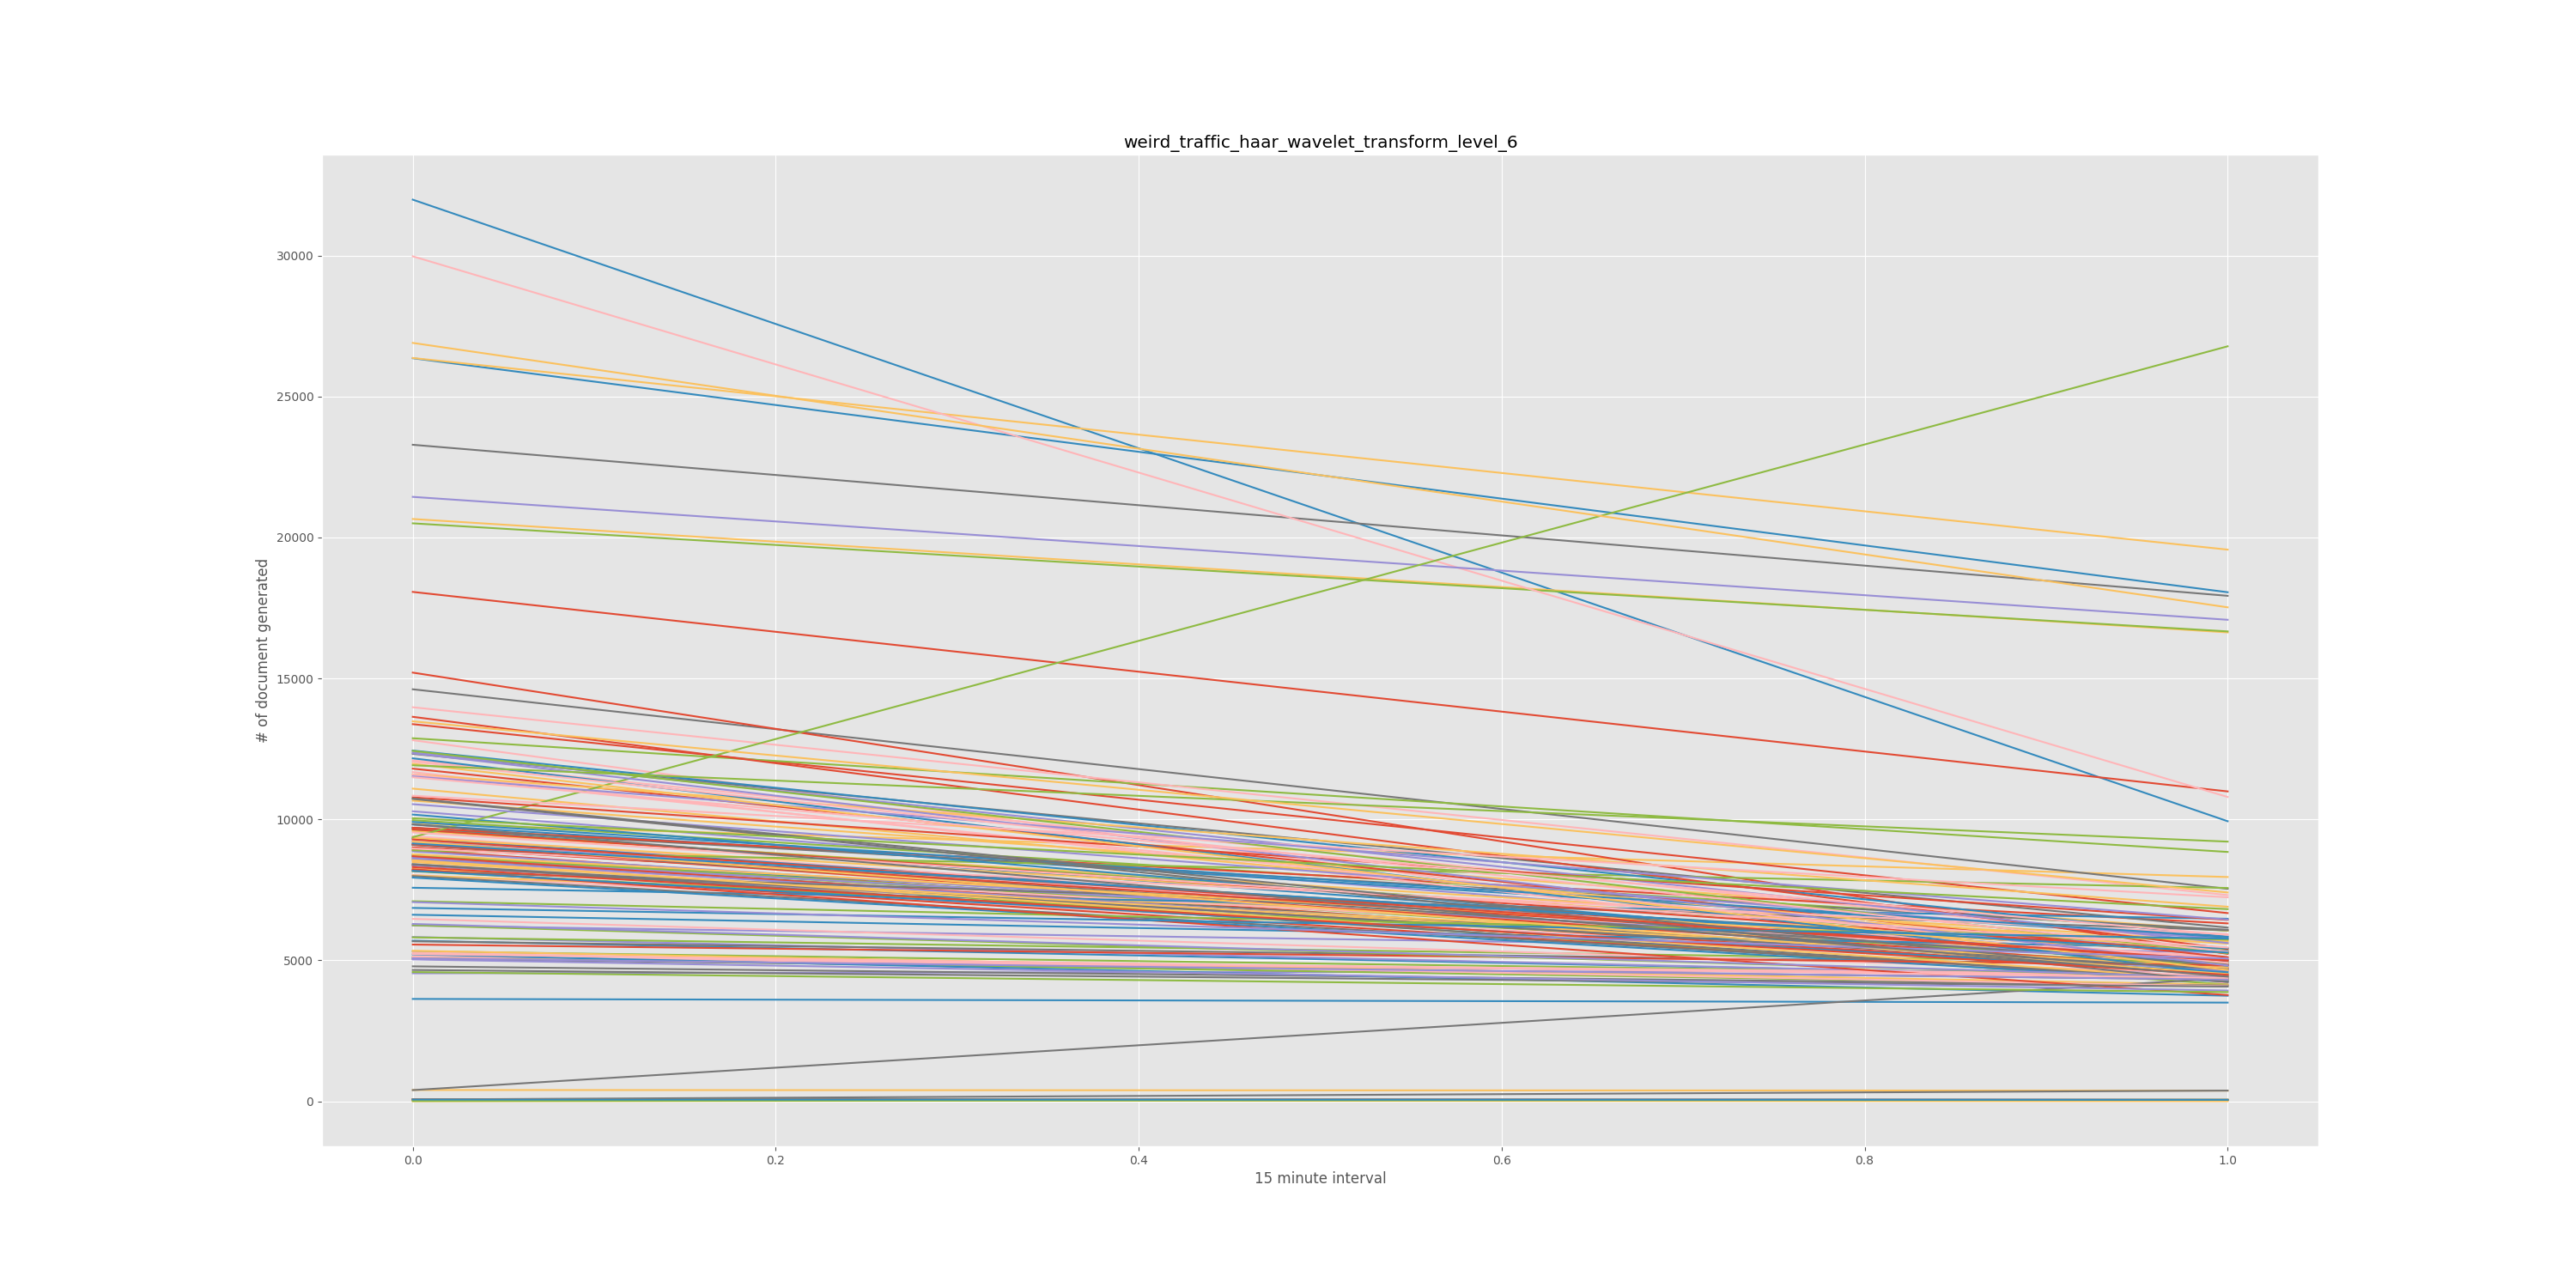 weird_traffic_haar_wavelet_transform_level_6
30000
25000
20000
15000
10000
5000
0
# of document generated
0.0 0.2 0.4 0.6 0.8 1.0
15 minute interval